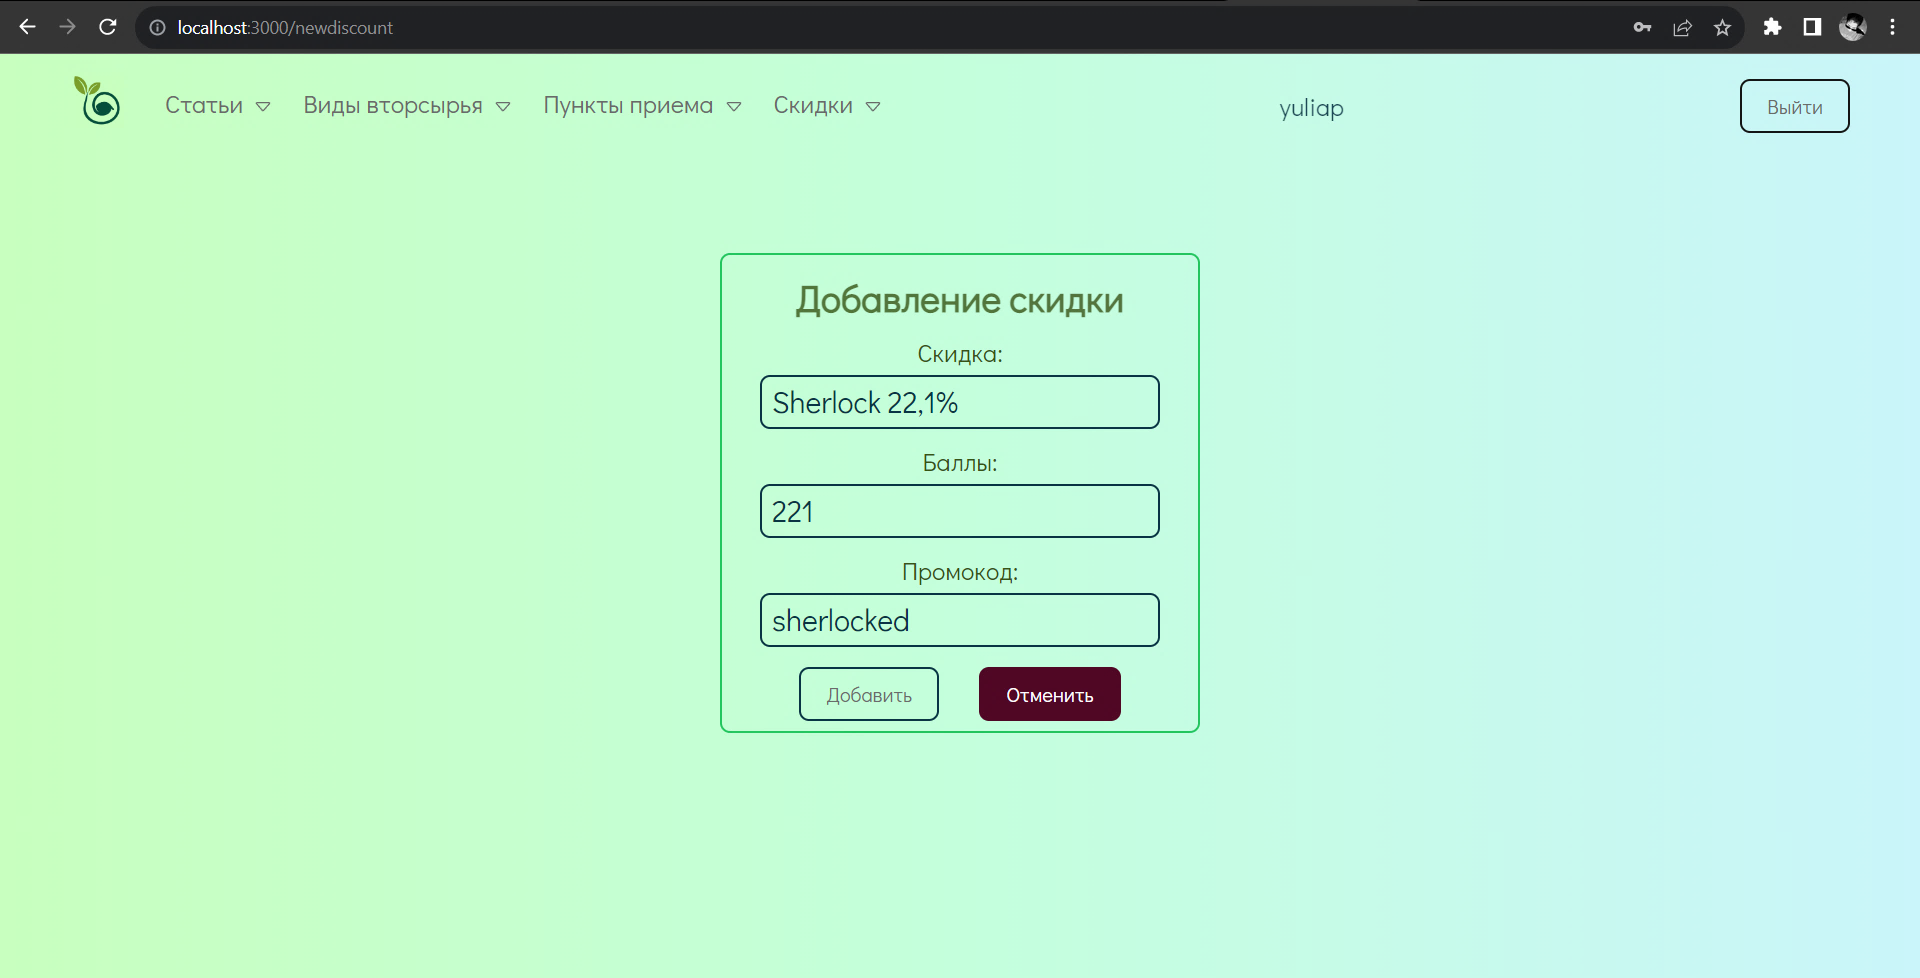 localhost:3000/newdiscount
Статьи Виды вторсырья Пункты приема Скидки yuliap Выйти
Добавление скидки
Скидка:
Sherlock 22,1%
Баллы:
221
Промокод:
sherlocked
Добавить Отменить